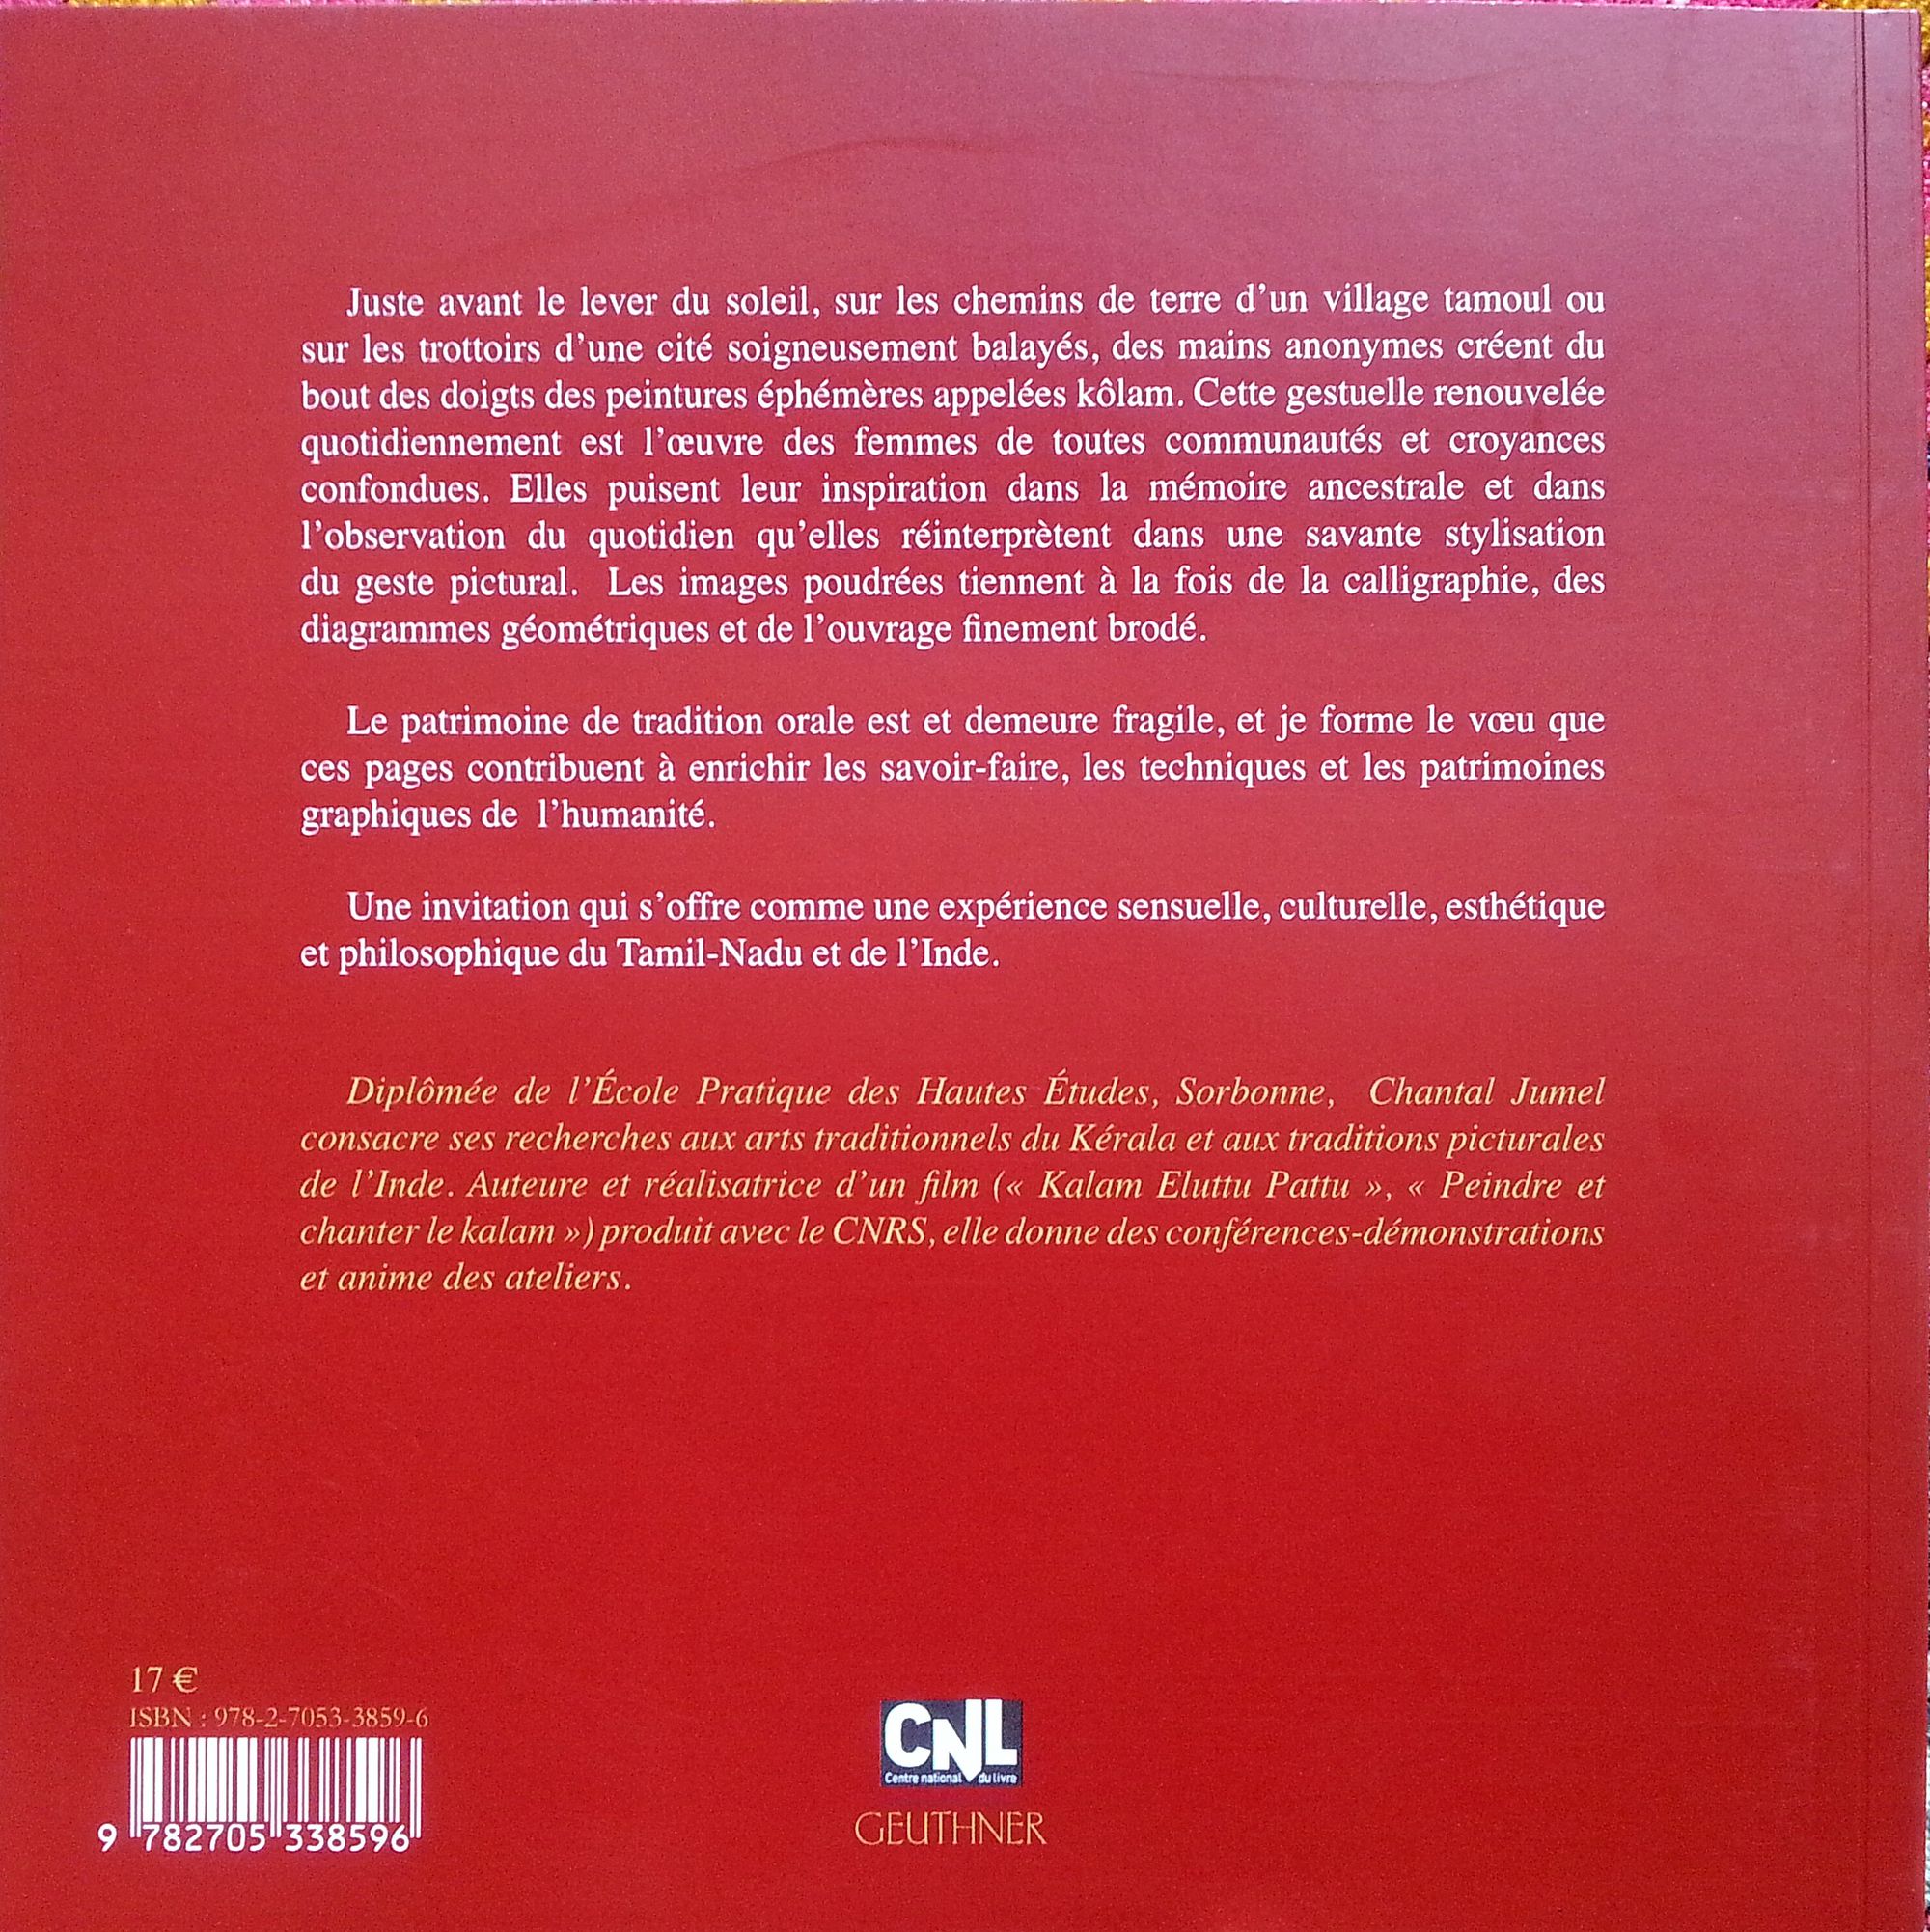 Juste avant le lever du soleil, sur les chemins de terre d’un village tamoul ou
sur les trottoirs d’une cité soigneusement balayés, des mains anonymes créent du
bout des doigts des peintures éphémères appelées kôlam. Cette gestuelle renouvelée
quotidiennement est l’œuvre des femmes de toutes communautés et croyances
confondues. Elles puisent leur inspiration dans la mémoire ancestrale et dans
l’observation du quotidien qu’elles réinterprètent dans une savante stylisation
du geste pictural. Les images poudrées tiennent à la fois de la calligraphie, des
diagrammes géométriques et de l’ouvrage finement brodé.
Le patrimoine de tradition orale est et demeure fragile, et je forme le vœu que
ces pages contribuent à enrichir les savoir-faire, les techniques et les patrimoines
graphiques de l’humanité.
Une invitation qui s’offre comme une expérience sensuelle, culturelle, esthétique
et philosophique du Tamil-Nadu et de l’Inde.
Diplômée de l’École Pratique des Hautes Études, Sorbonne, Chantal Jumel
consacre ses recherches aux arts traditionnels du Kérala et aux traditions picturales
de l’Inde. Auteure et réalisatrice d’un film (« Kalam Eluttu Pattu », « Peindre et
chanter le kalam ») produit avec le CNRS, elle donne des conférences-démonstrations
et anime des ateliers.
17 €
ISBN : 978-2-7053-3859-6
9 782705 338596
CNL
Centre national du livre
GEUTHNER